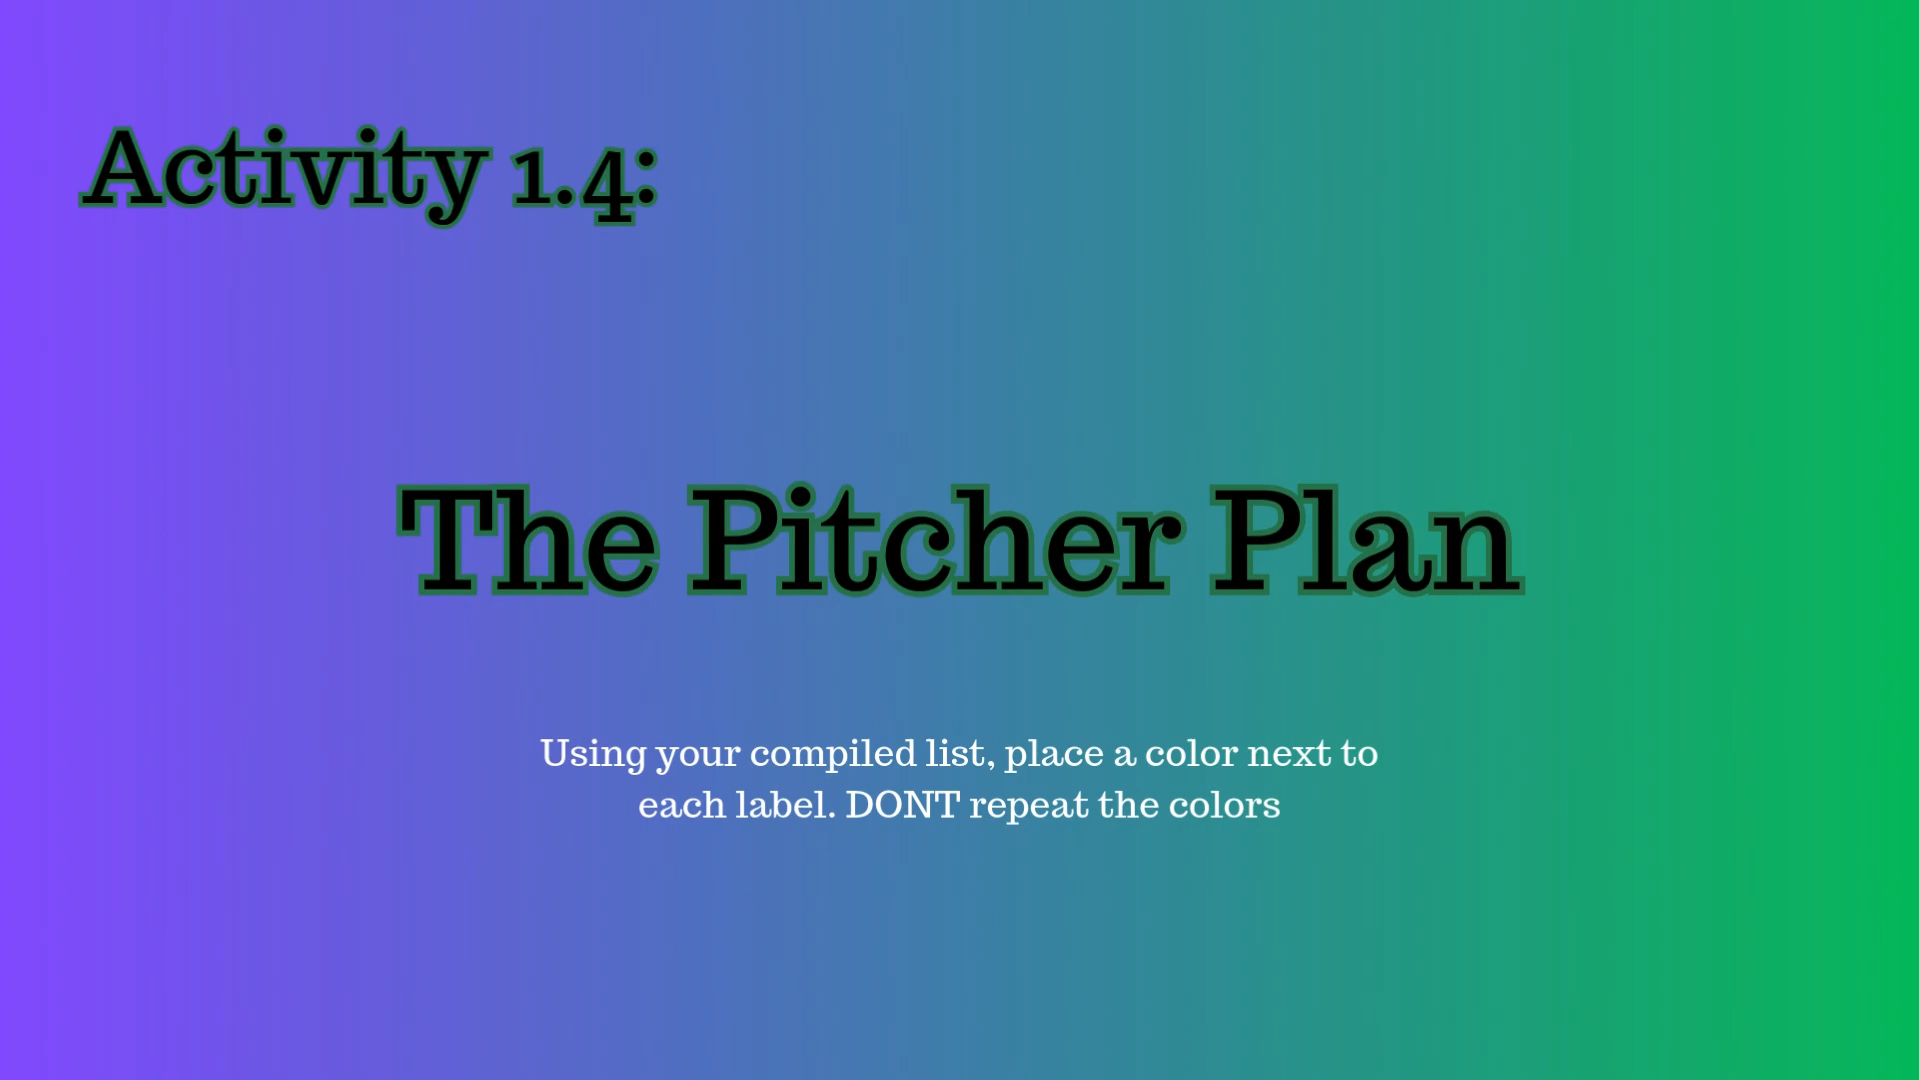 Activity 1.4:
The Pitcher Plan
Using your compiled list, place a color next to
each label. DONT repeat the colors